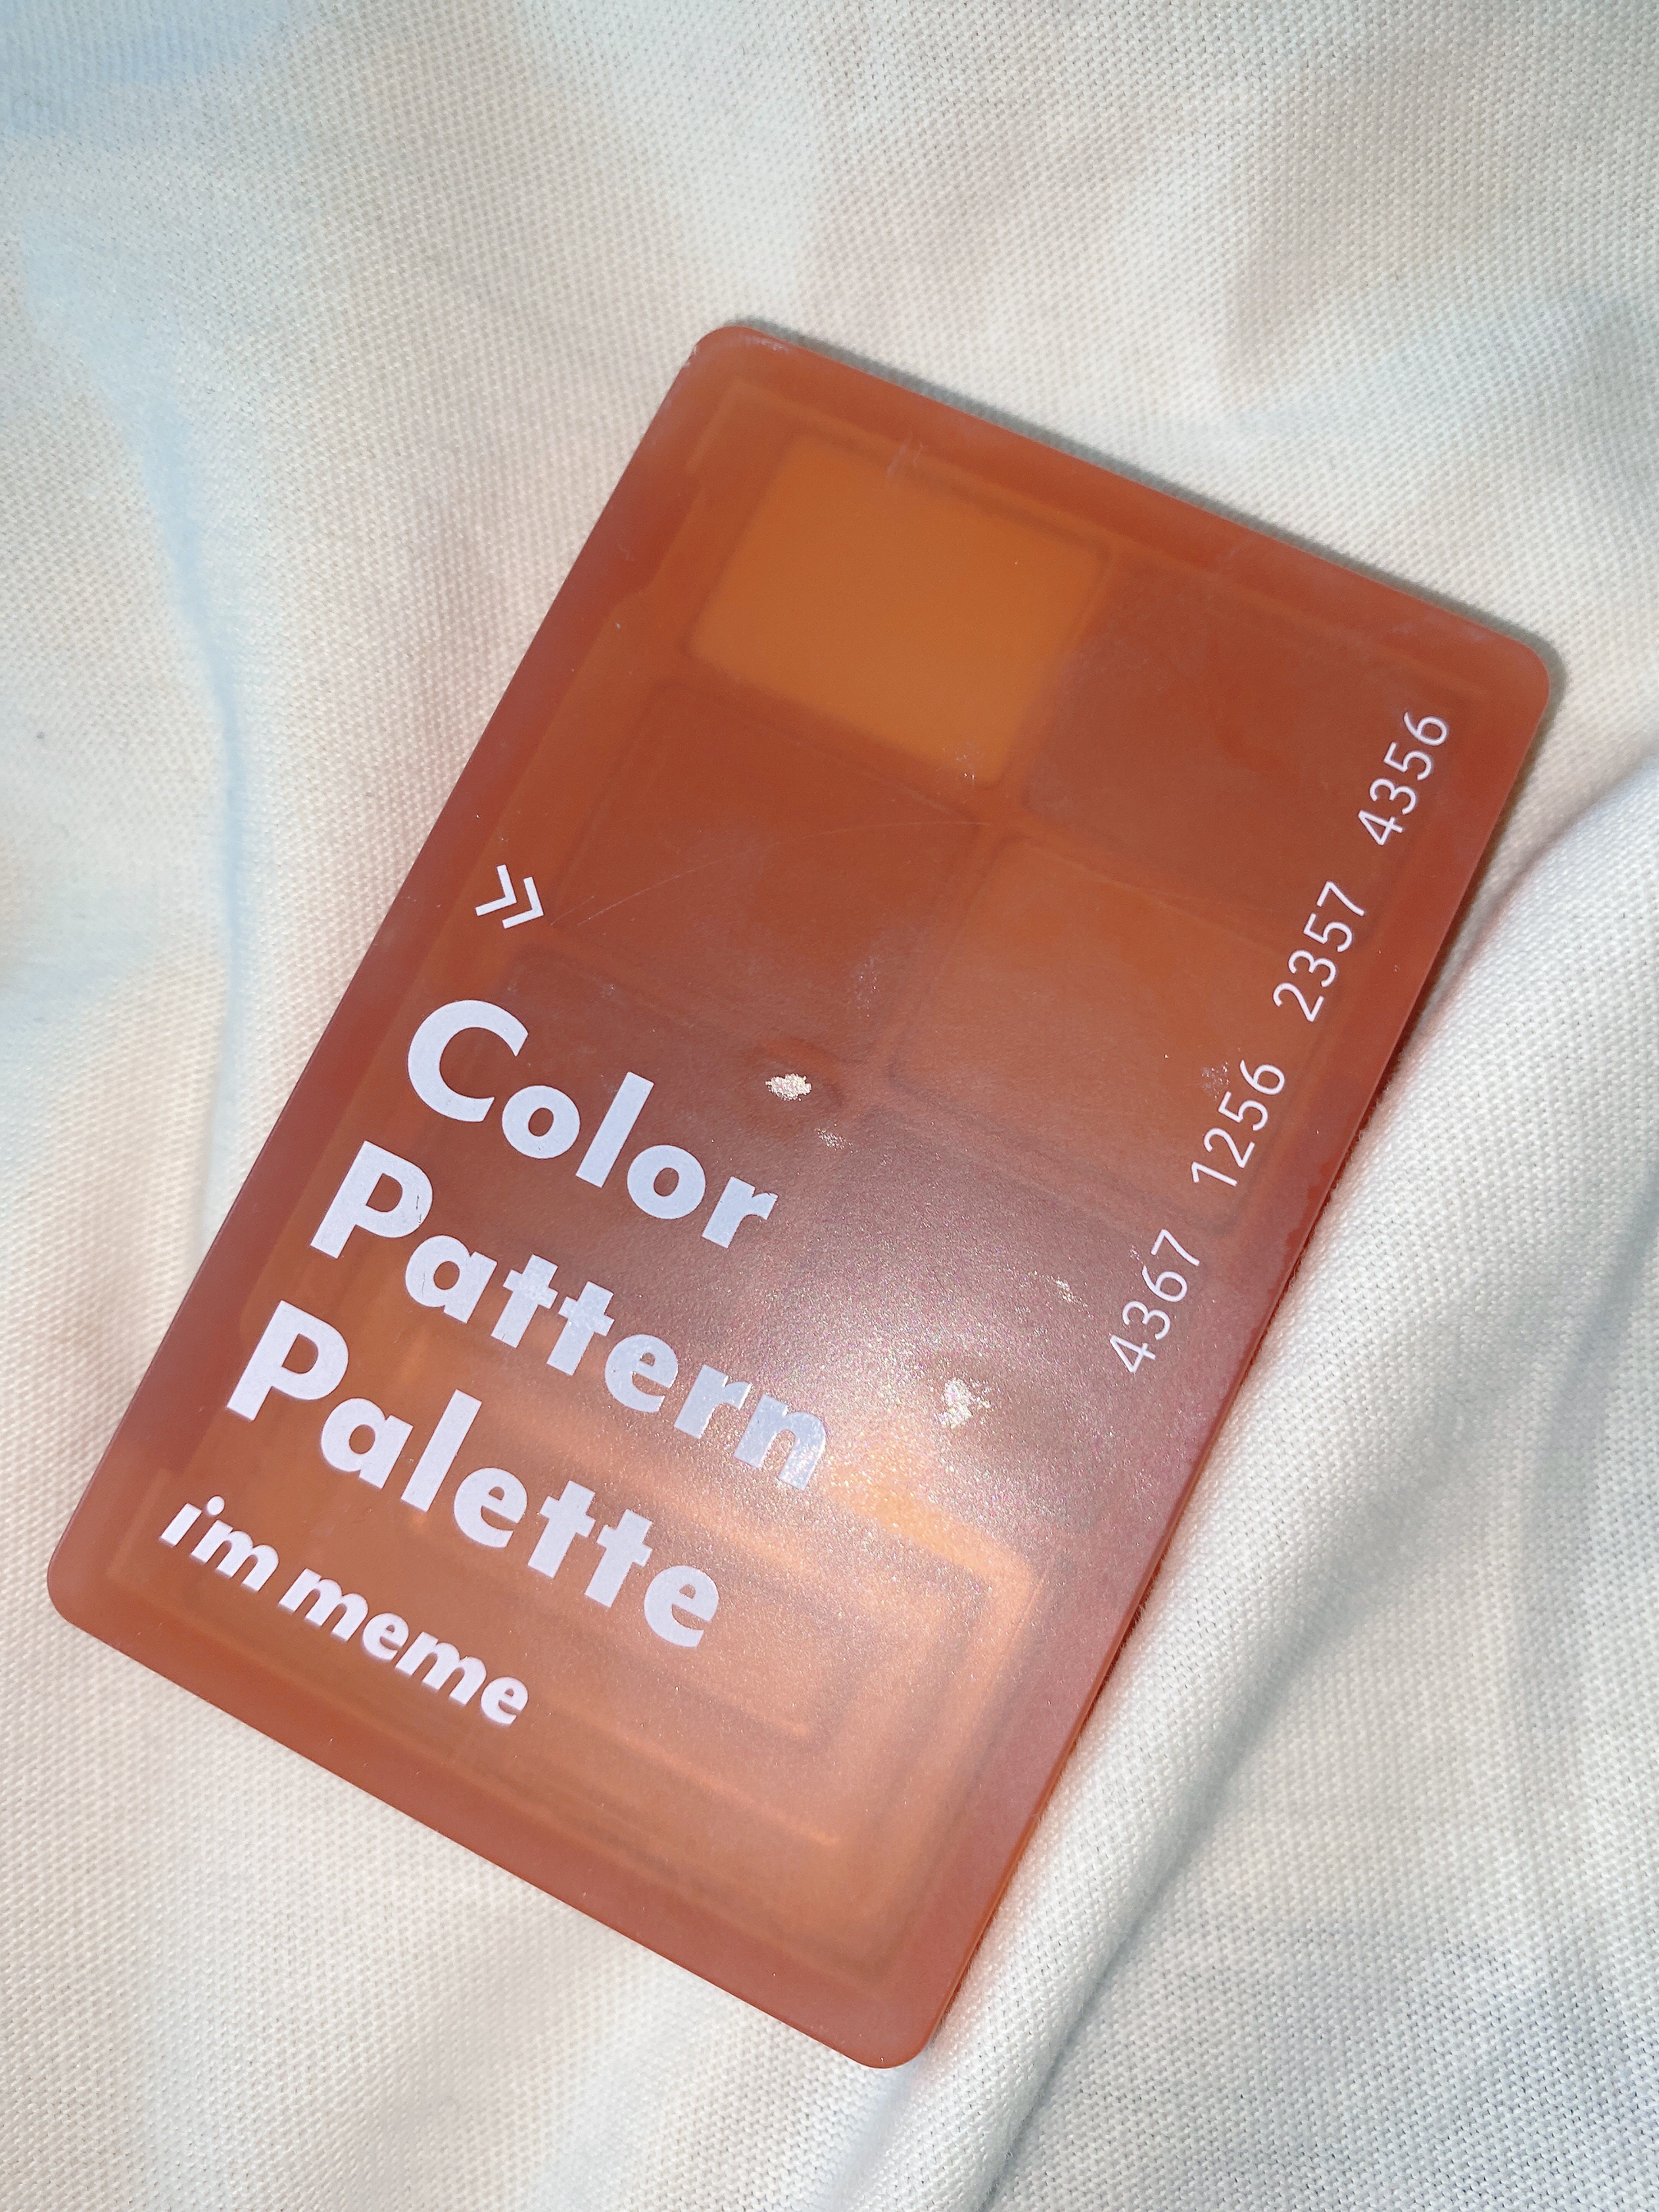 »
Color
Pattern
Palette
i'm meme
4367 1256 2357 4356